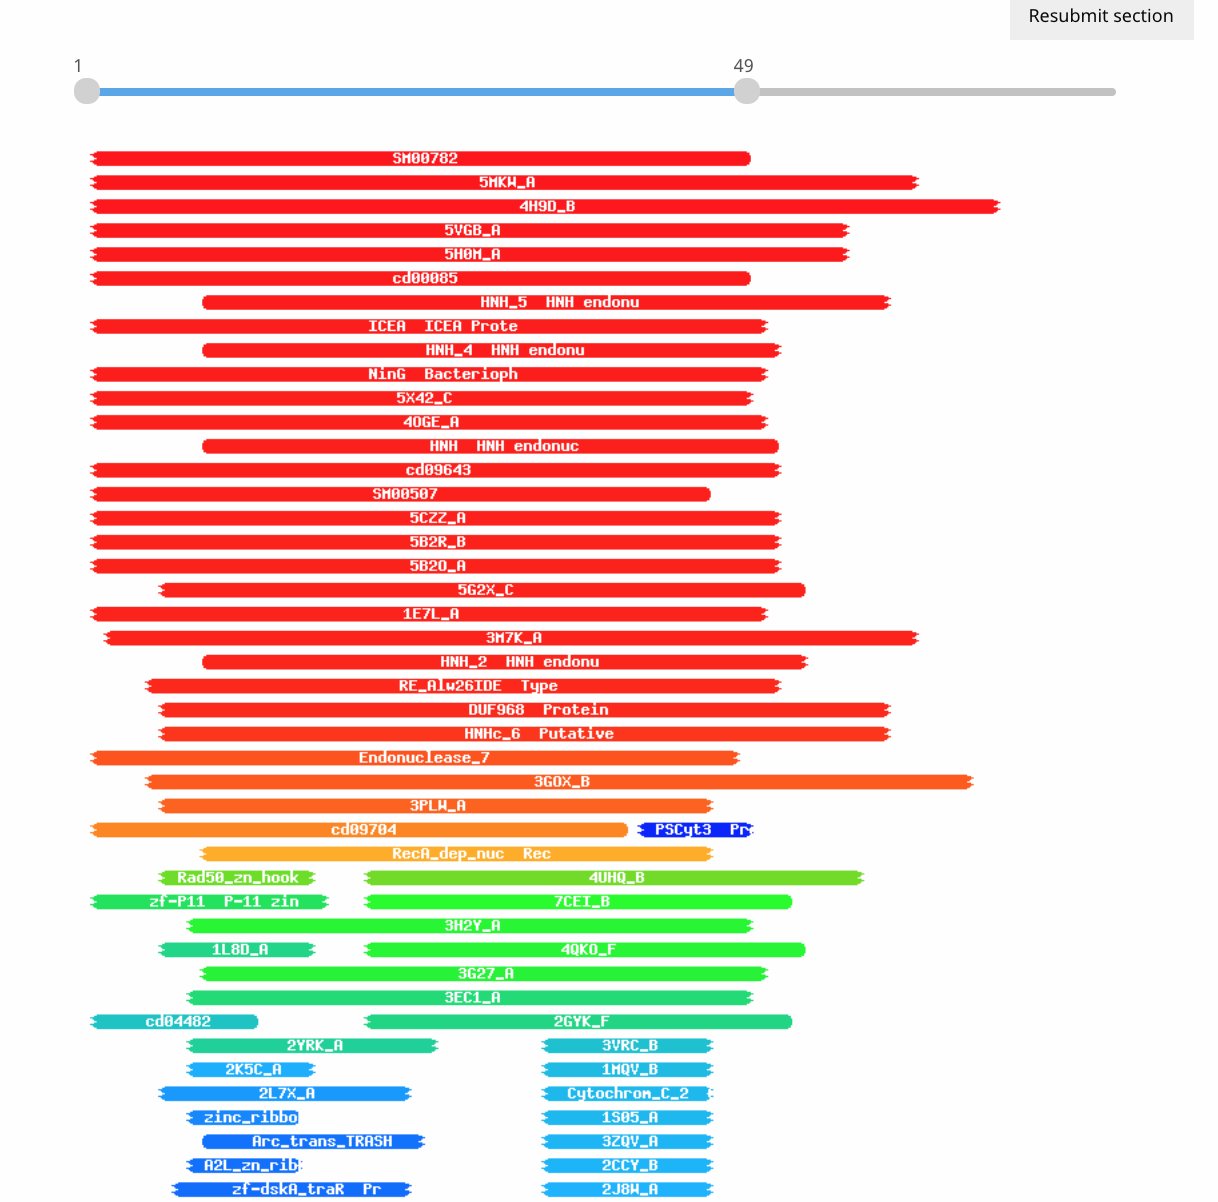 Resubmit section
1 49
SM00782
5MKW_A
4H9D_B
5VGB_A
5H0M_A
cd00085
HNH_5 HNH endonu
ICEA ICEA Prote
HNH_4 HNH endonu
NinG Bacterioph
5X42_C
4OGE_A
HNH HNH endonuc
cd09643
SM00507
5CZZ_A
5B2R_B
5B2O_A
5G2X_C
1E7L_A
3M7K_A
HNH_2 HNH endonu
RE_Alw26IDE Type
DUF968 Protein
HNHc_6 Putative
Endonuclease_7
3GOX_B
3PLW_A
cd09704 PSCyt3 Pr
RecA_dep_nuc Rec
Rad50_zn_hook 4UHQ_B
zf-P11 P-11 zin 7CEI_B
3H2Y_A
1L8D_A 4QKO_F
3G27_A
3EC1_A
cd04482 2GYK_F
2YRK_A 3VRC_B
2K5C_A 1MQV_B
2L7X_A Cytochrom_C_2
zinc_ribbo 1S05_A
Arc_trans_TRASH 3ZQV_A
A2L_zn_rib 2CCY_B
zf-dskA_traR Pr 2J8W_A